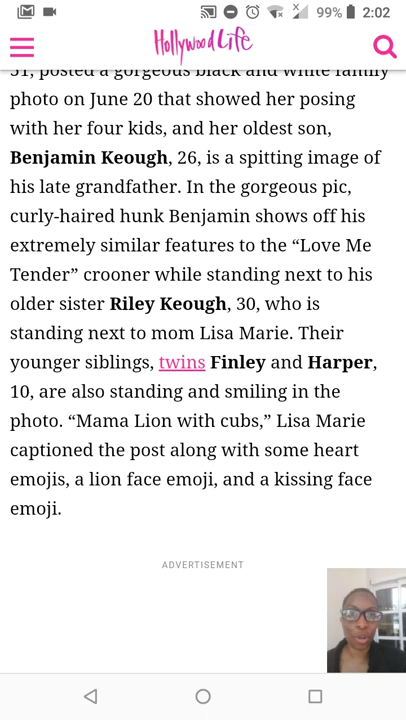 99% 2:02
HollywoodLife
51, posted a gorgeous black and white family
photo on June 20 that showed her posing
with her four kids, and her oldest son,
Benjamin Keough, 26, is a spitting image of
his late grandfather. In the gorgeous pic,
curly-haired hunk Benjamin shows off his
extremely similar features to the “Love Me
Tender” crooner while standing next to his
older sister Riley Keough, 30, who is
standing next to mom Lisa Marie. Their
younger siblings, twins Finley and Harper,
10, are also standing and smiling in the
photo. “Mama Lion with cubs,” Lisa Marie
captioned the post along with some heart
emojis, a lion face emoji, and a kissing face
emoji.
ADVERTISEMENT